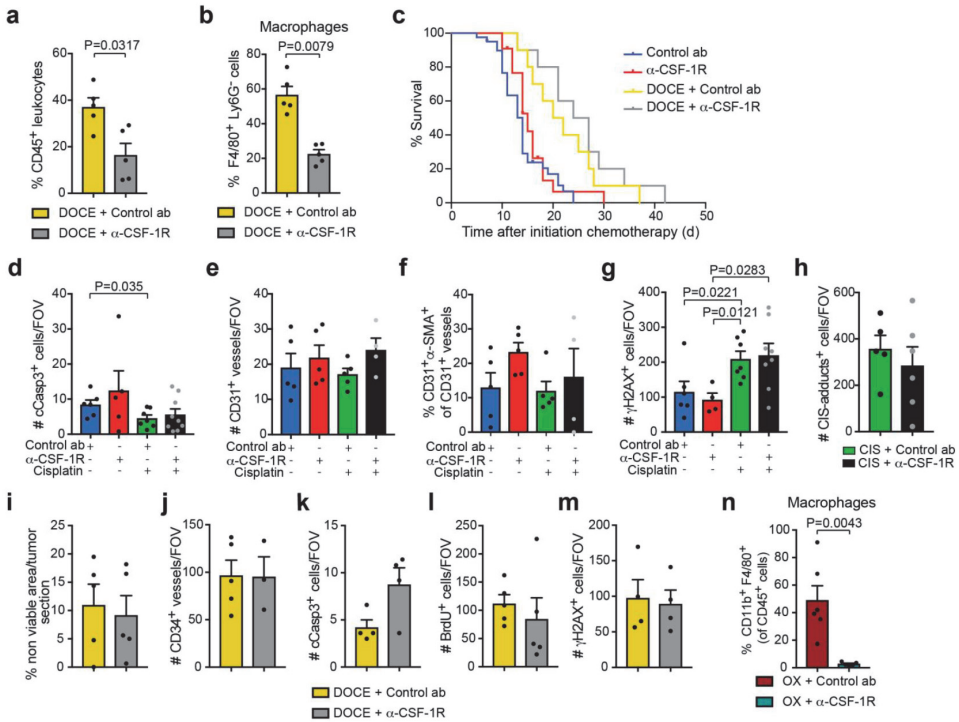 a
P=0.0317
% CD45⁺ leukocytes
60
40
20
0
DOCE + Control ab
DOCE + α-CSF-1R
b
Macrophages
P=0.0079
% F4/80⁺ Ly6G⁻ cells
80
60
40
20
0
DOCE + Control ab
DOCE + α-CSF-1R
c
% Survival
100
80
60
40
20
0
0 10 20 30 40 50
Time after initiation chemotherapy (d)
Control ab
α-CSF-1R
DOCE + Control ab
DOCE + α-CSF-1R
d
P=0.035
# cCasp3⁺ cells/FOV
40
30
20
10
0
Control ab + - + -
α-CSF-1R - + - +
Cisplatin - - + +
e
# CD31⁺ vessels/FOV
50
40
30
20
10
0
Control ab + - + -
α-CSF-1R - + - +
Cisplatin - - + +
f
% CD31⁺α-SMA⁺
of CD31⁺ vessels
50
40
30
20
10
0
Control ab + - + -
α-CSF-1R - + - +
Cisplatin - - + +
g
P=0.0283
P=0.0221
P=0.0121
# γH2AX⁺ cells/FOV
400
300
200
100
0
Control ab + - + -
α-CSF-1R - + - +
Cisplatin - - + +
h
# CIS-adducts⁺ cells/FOV
600
400
200
0
CIS + Control ab
CIS + α-CSF-1R
i
% non viable area/tumor
section
25
20
15
10
5
0
j
# CD34⁺ vessels/FOV
150
100
50
0
k
# cCasp3⁺ cells/FOV
15
10
5
0
l
# BrdU⁺ cells/FOV
250
200
150
100
50
0
m
# γH2AX⁺ cells/FOV
200
150
100
50
0
DOCE + Control ab
DOCE + α-CSF-1R
n
Macrophages
P=0.0043
% CD11b⁺ F4/80⁺
(of CD45⁺ cells)
100
80
60
40
20
0
OX + Control ab
OX + α-CSF-1R